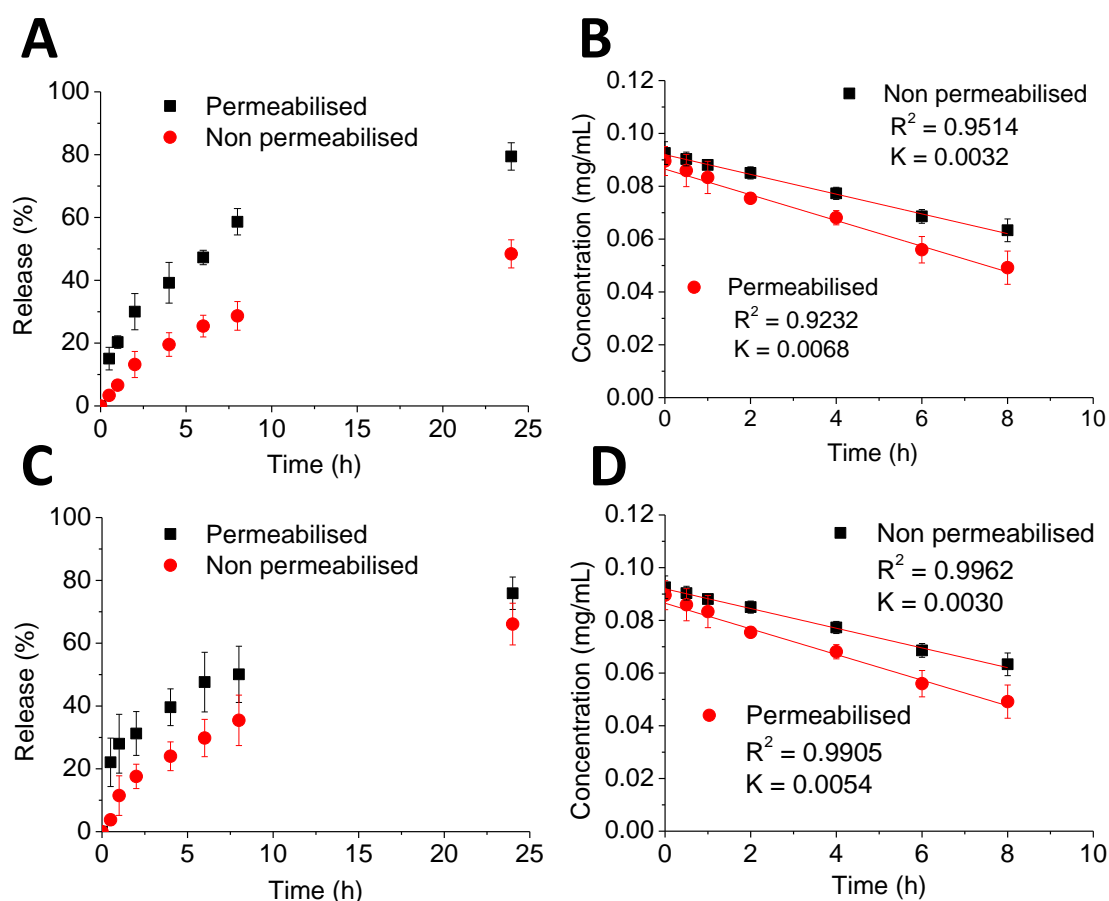 A
Release (%)
100
80
60
40
20
0
Permeabilised
Non permeabilised
0 5 10 15 20 25
Time (h)
B
Concentration (mg/mL)
0.12
0.10
0.08
0.06
0.04
0.02
0.00
Non permeabilised
R² = 0.9514
K = 0.0032
Permeabilised
R² = 0.9232
K = 0.0068
0 2 4 6 8 10
Time (h)
C
Release (%)
100
80
60
40
20
0
Permeabilised
Non permeabilised
0 5 10 15 20 25
Time (h)
D
Concentration (mg/mL)
0.12
0.10
0.08
0.06
0.04
0.02
0.00
Non permeabilised
R² = 0.9962
K = 0.0030
Permeabilised
R² = 0.9905
K = 0.0054
0 2 4 6 8 10
Time (h)